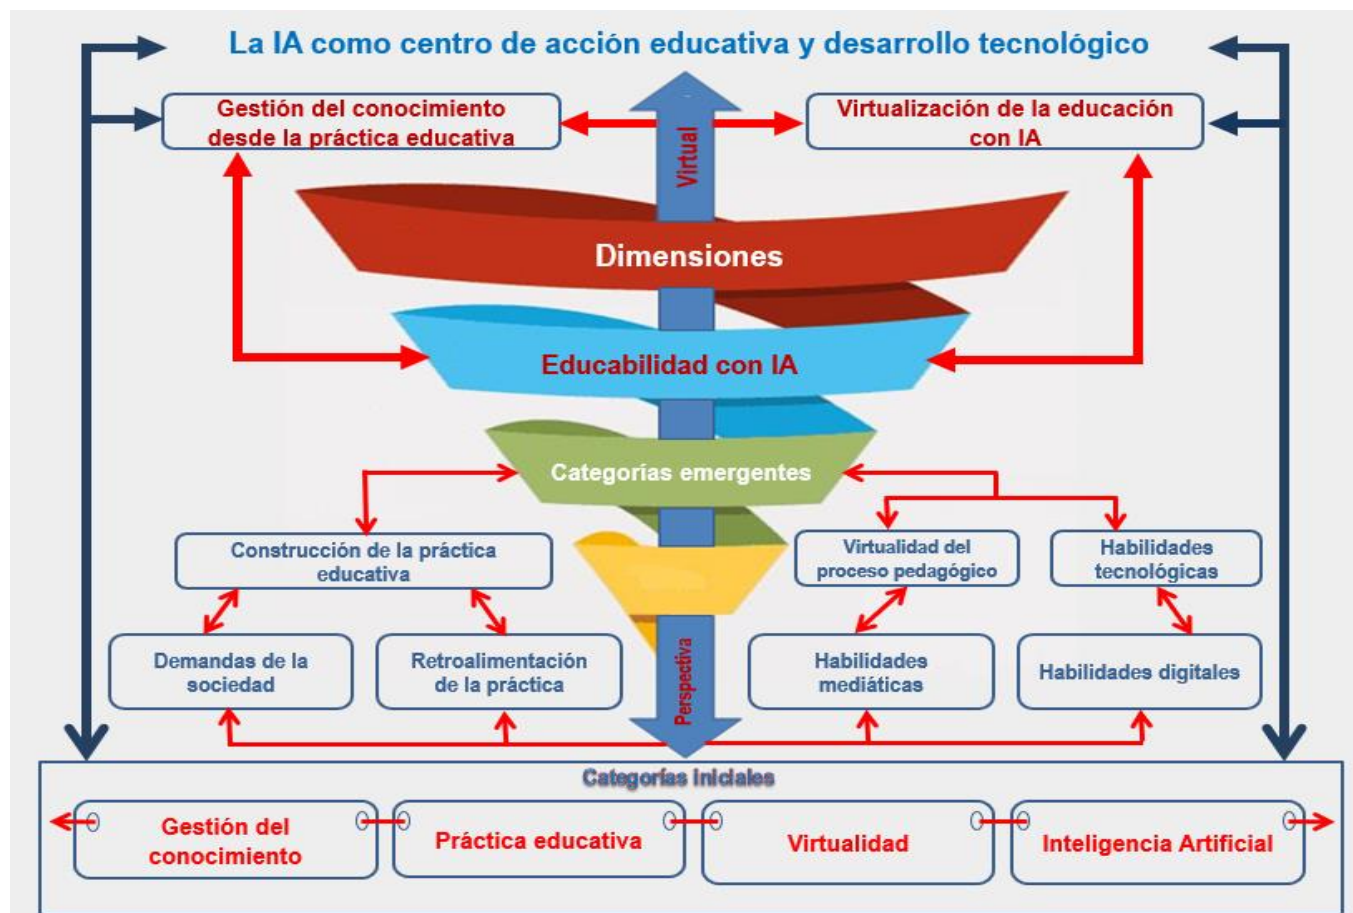 La IA como centro de acción educativa y desarrollo tecnológico
Gestión del conocimiento
desde la práctica educativa
Virtualización de la educación
con IA
Virtual
Dimensiones
Educabilidad con IA
Categorías emergentes
Construcción de la práctica
educativa
Virtualidad del
proceso pedagógico
Habilidades
tecnológicas
Demandas de la
sociedad
Retroalimentación
de la práctica
Perspectiva
Habilidades
mediáticas
Habilidades digitales
Categorías iniciales
Gestión del
conocimiento
Práctica educativa
Virtualidad
Inteligencia Artificial